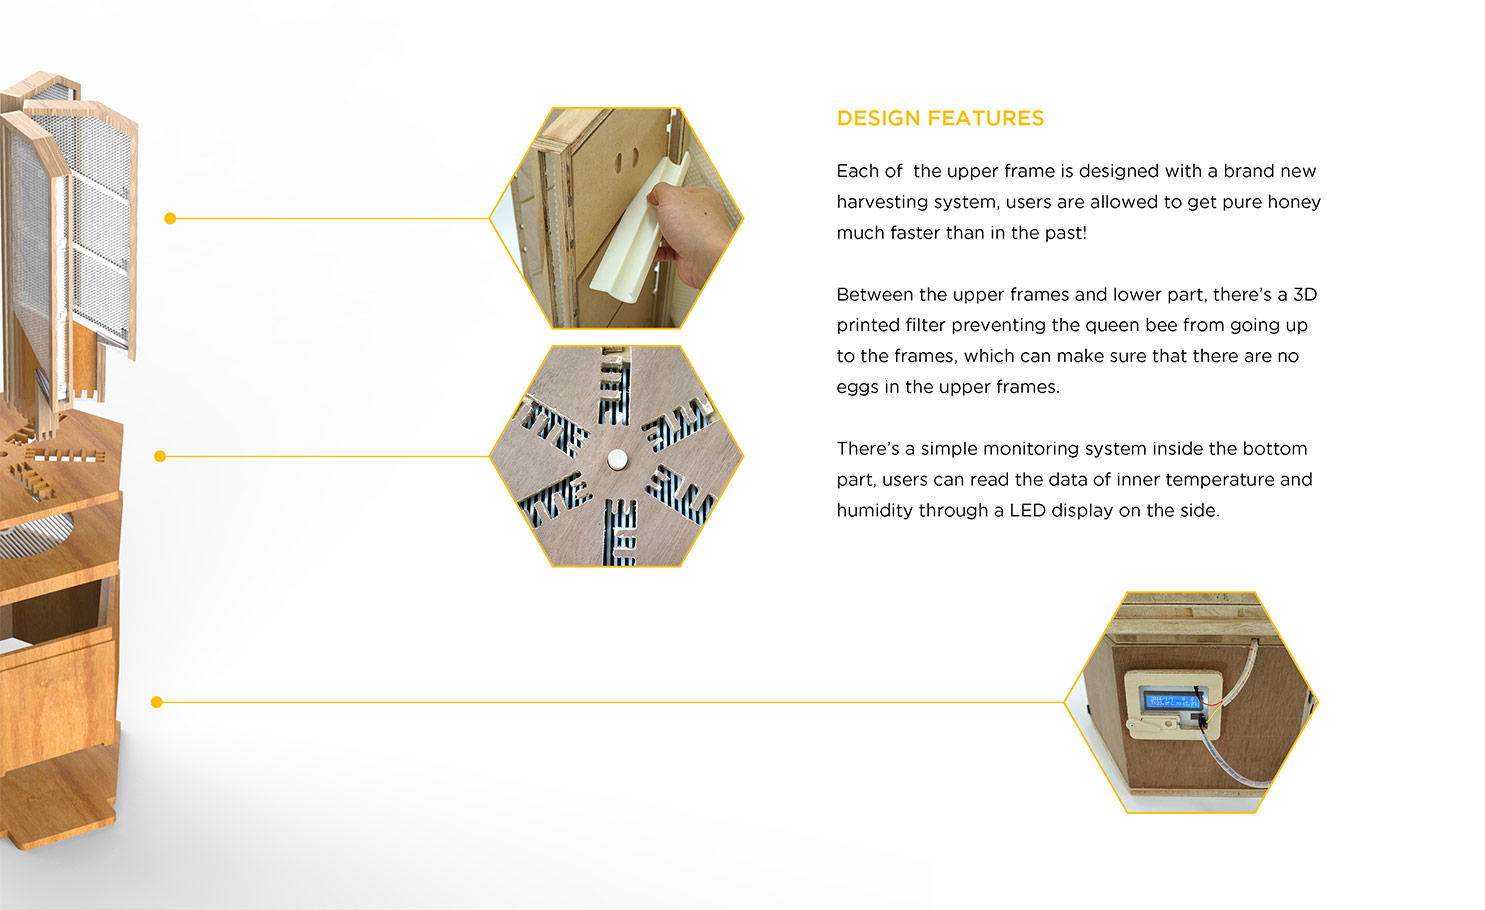 DESIGN FEATURES
Each of  the upper frame is designed with a brand new
harvesting system, users are allowed to get pure honey
much faster than in the past!
Between the upper frames and lower part, there’s a 3D
printed filter preventing the queen bee from going up
to the frames, which can make sure that there are no
eggs in the upper frames.
There’s a simple monitoring system inside the bottom
part, users can read the data of inner temperature and
humidity through a LED display on the side.